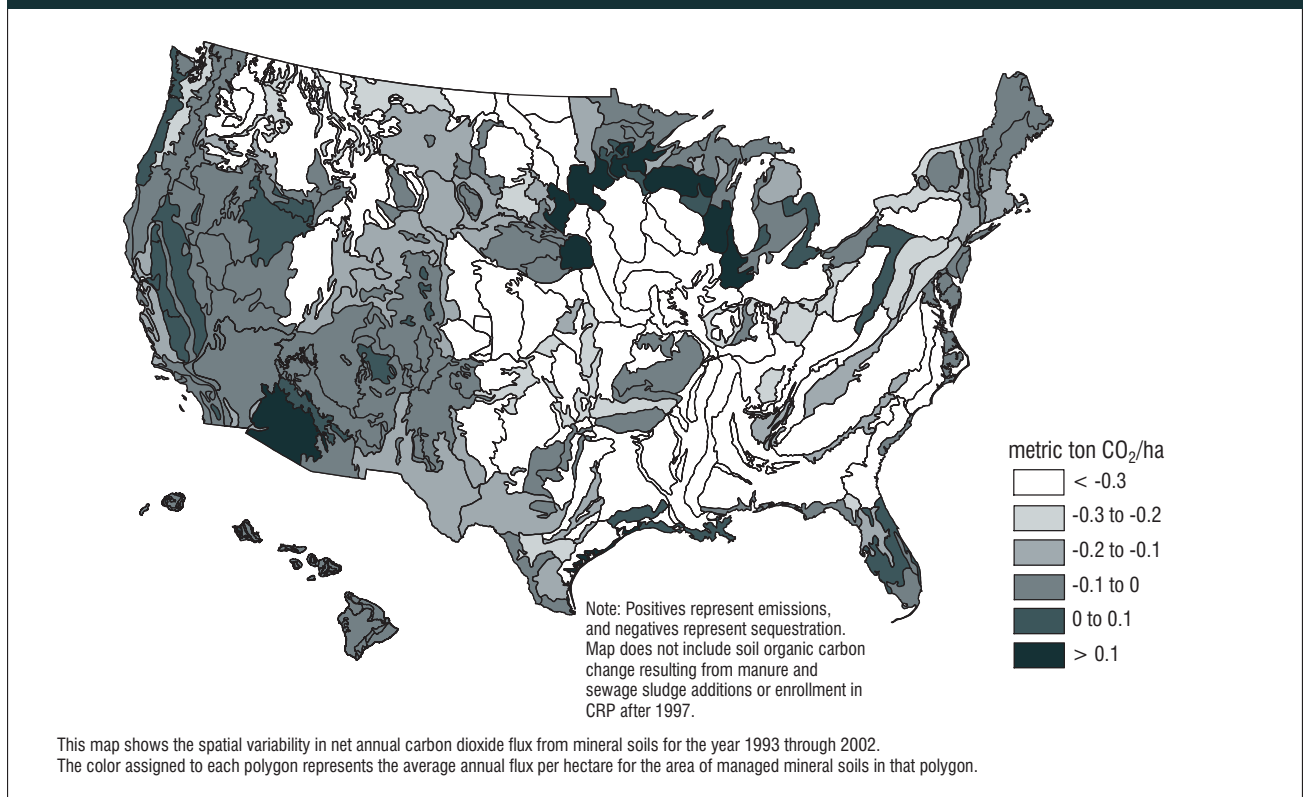 metric ton CO₂/ha
< -0.3
-0.3 to -0.2
-0.2 to -0.1
-0.1 to 0
0 to 0.1
> 0.1
Note: Positives represent emissions,
and negatives represent sequestration.
Map does not include soil organic carbon
change resulting from manure and
sewage sludge additions or enrollment in
CRP after 1997.
This map shows the spatial variability in net annual carbon dioxide flux from mineral soils for the year 1993 through 2002.
The color assigned to each polygon represents the average annual flux per hectare for the area of managed mineral soils in that polygon.